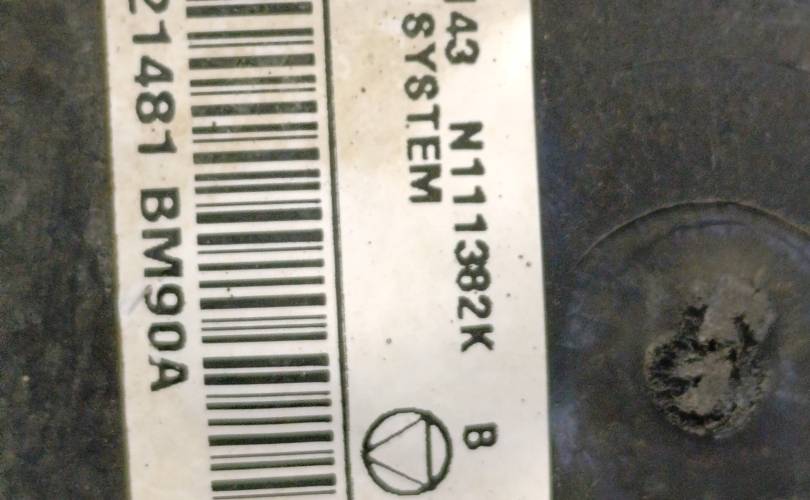 43 N111382K B
SYSTEM
21481 BM90A